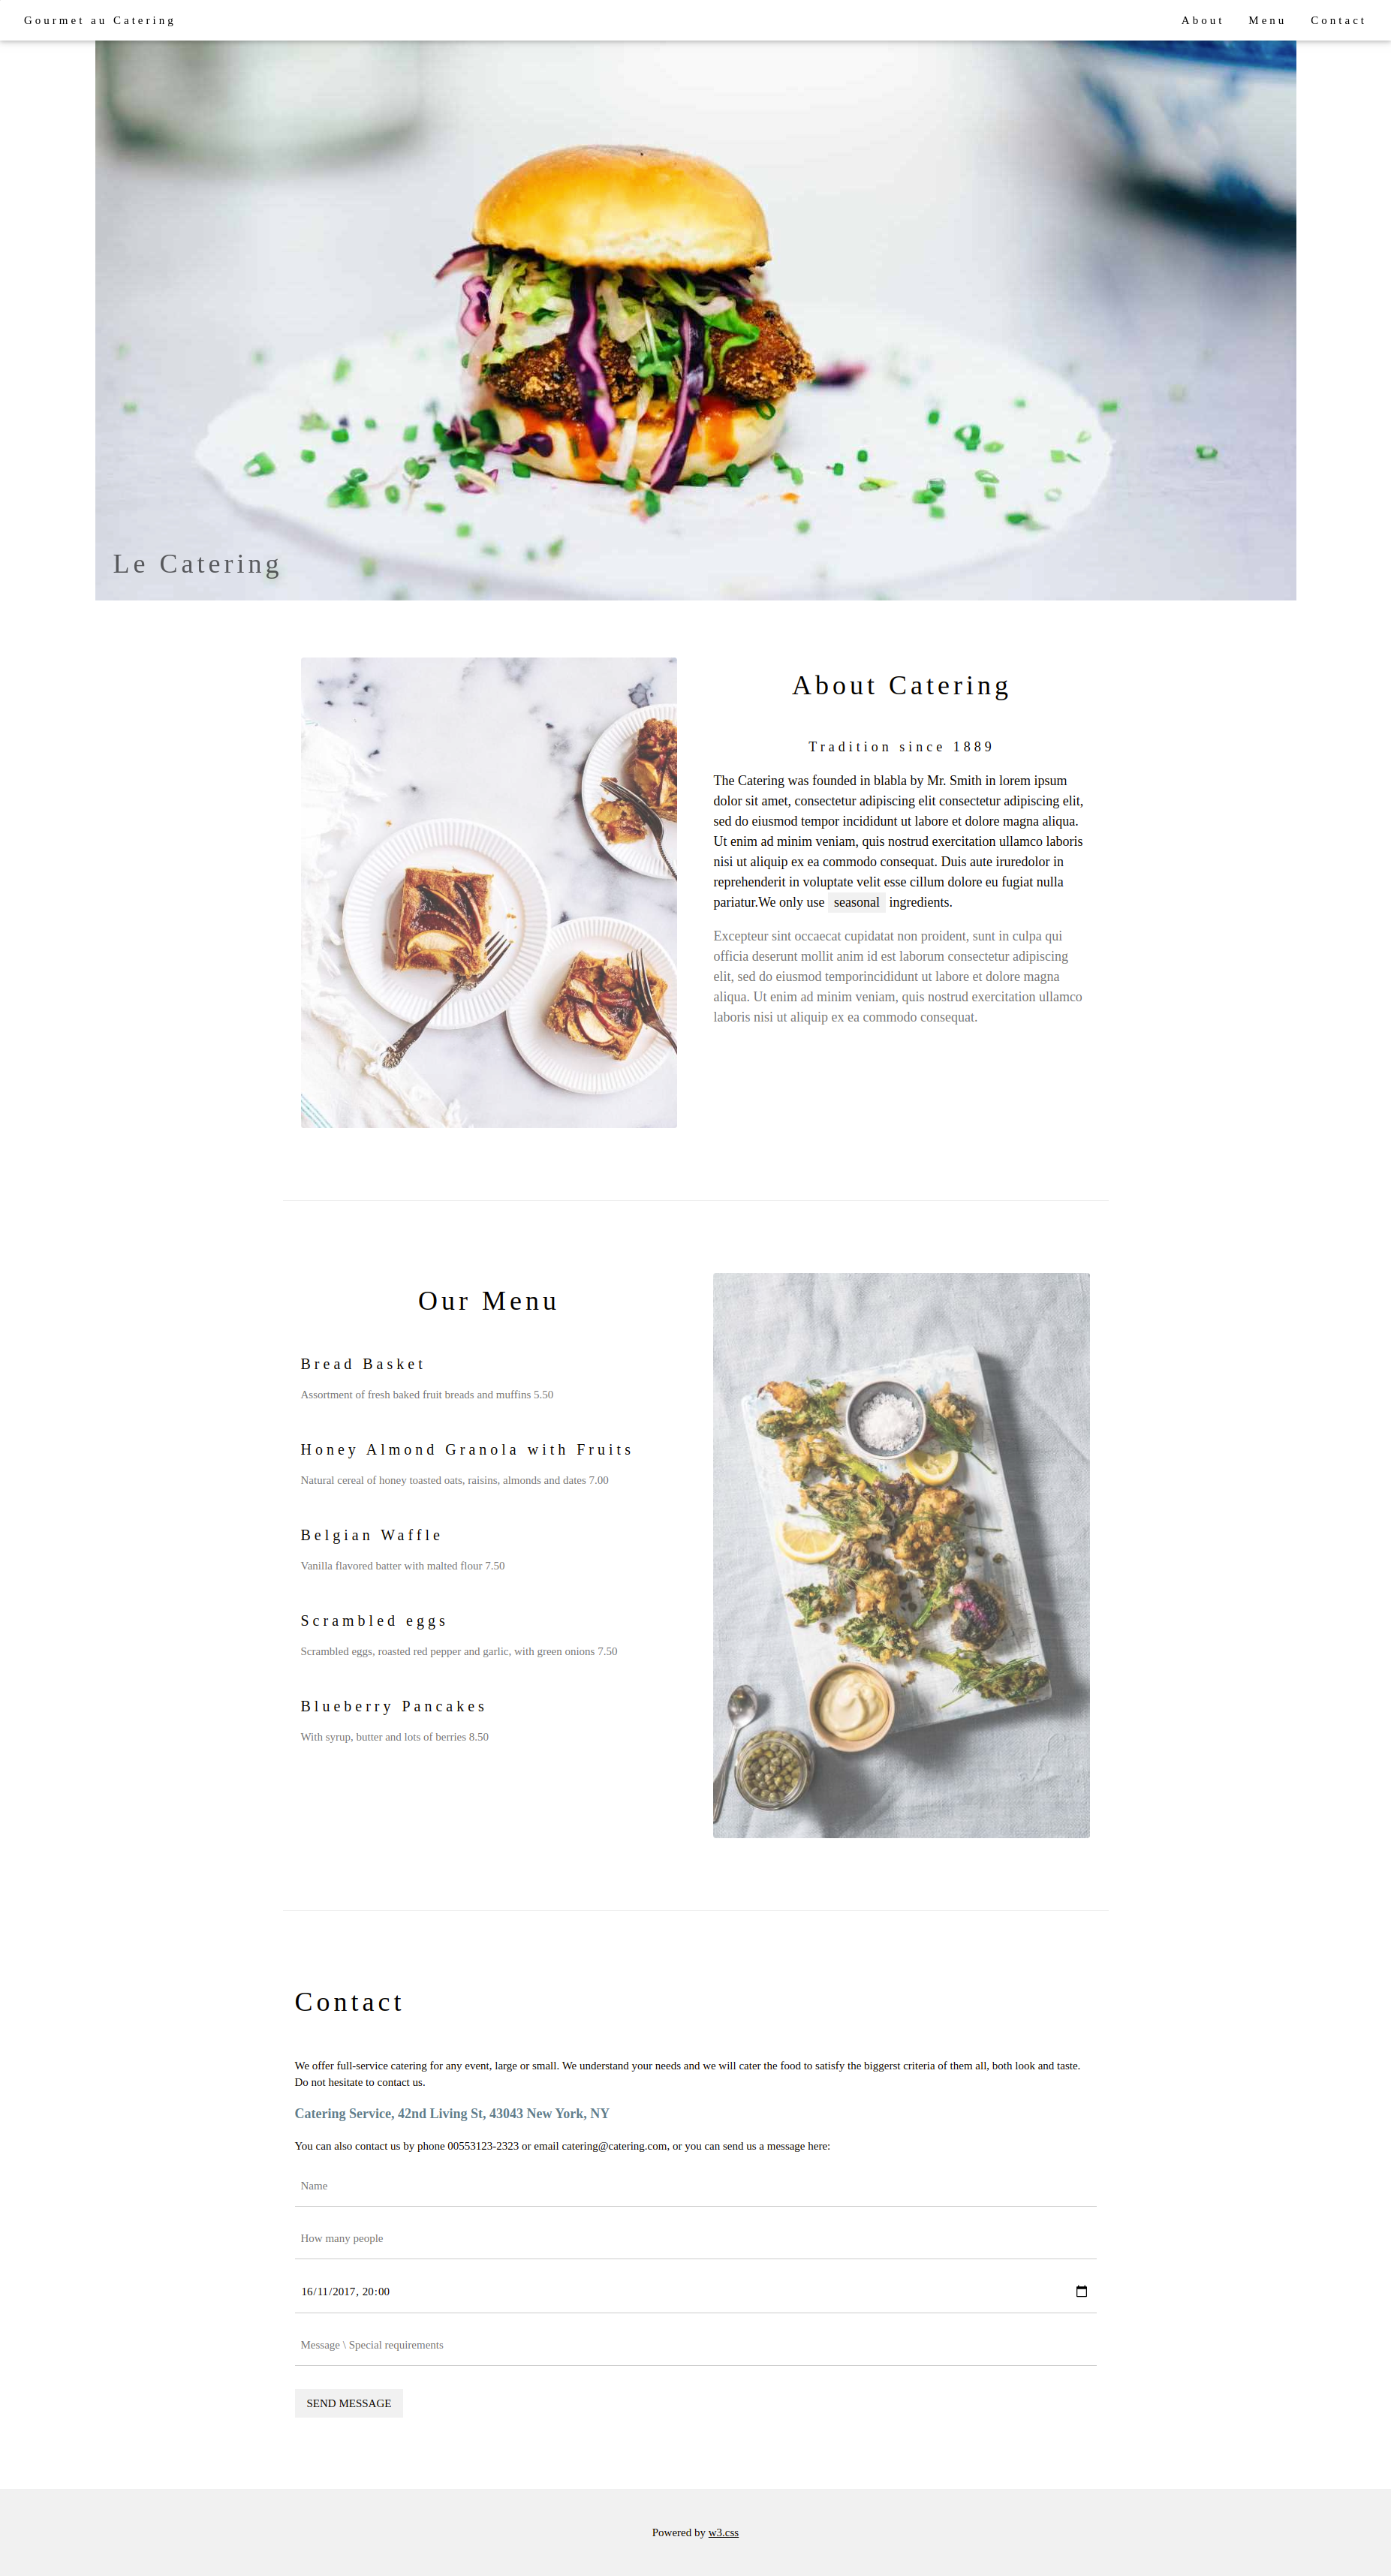 Gourmet au Catering
About Menu Contact
Le Catering
About Catering
Tradition since 1889
The Catering was founded in blabla by Mr. Smith in lorem ipsum
dolor sit amet, consectetur adipiscing elit consectetur adipiscing elit,
sed do eiusmod tempor incididunt ut labore et dolore magna aliqua.
Ut enim ad minim veniam, quis nostrud exercitation ullamco laboris
nisi ut aliquip ex ea commodo consequat. Duis aute iruredolor in
reprehenderit in voluptate velit esse cillum dolore eu fugiat nulla
pariatur.We only use seasonal ingredients.
Excepteur sint occaecat cupidatat non proident, sunt in culpa qui
officia deserunt mollit anim id est laborum consectetur adipiscing
elit, sed do eiusmod temporincididunt ut labore et dolore magna
aliqua. Ut enim ad minim veniam, quis nostrud exercitation ullamco
laboris nisi ut aliquip ex ea commodo consequat.
Our Menu
Bread Basket
Assortment of fresh baked fruit breads and muffins 5.50
Honey Almond Granola with Fruits
Natural cereal of honey toasted oats, raisins, almonds and dates 7.00
Belgian Waffle
Vanilla flavored batter with malted flour 7.50
Scrambled eggs
Scrambled eggs, roasted red pepper and garlic, with green onions 7.50
Blueberry Pancakes
With syrup, butter and lots of berries 8.50
Contact
We offer full-service catering for any event, large or small. We understand your needs and we will cater the food to satisfy the biggerst criteria of them all, both look and taste.
Do not hesitate to contact us.
Catering Service, 42nd Living St, 43043 New York, NY
You can also contact us by phone 00553123-2323 or email catering@catering.com, or you can send us a message here:
Name
How many people
16/11/2017, 20:00
Message \ Special requirements
SEND MESSAGE
Powered by w3.css